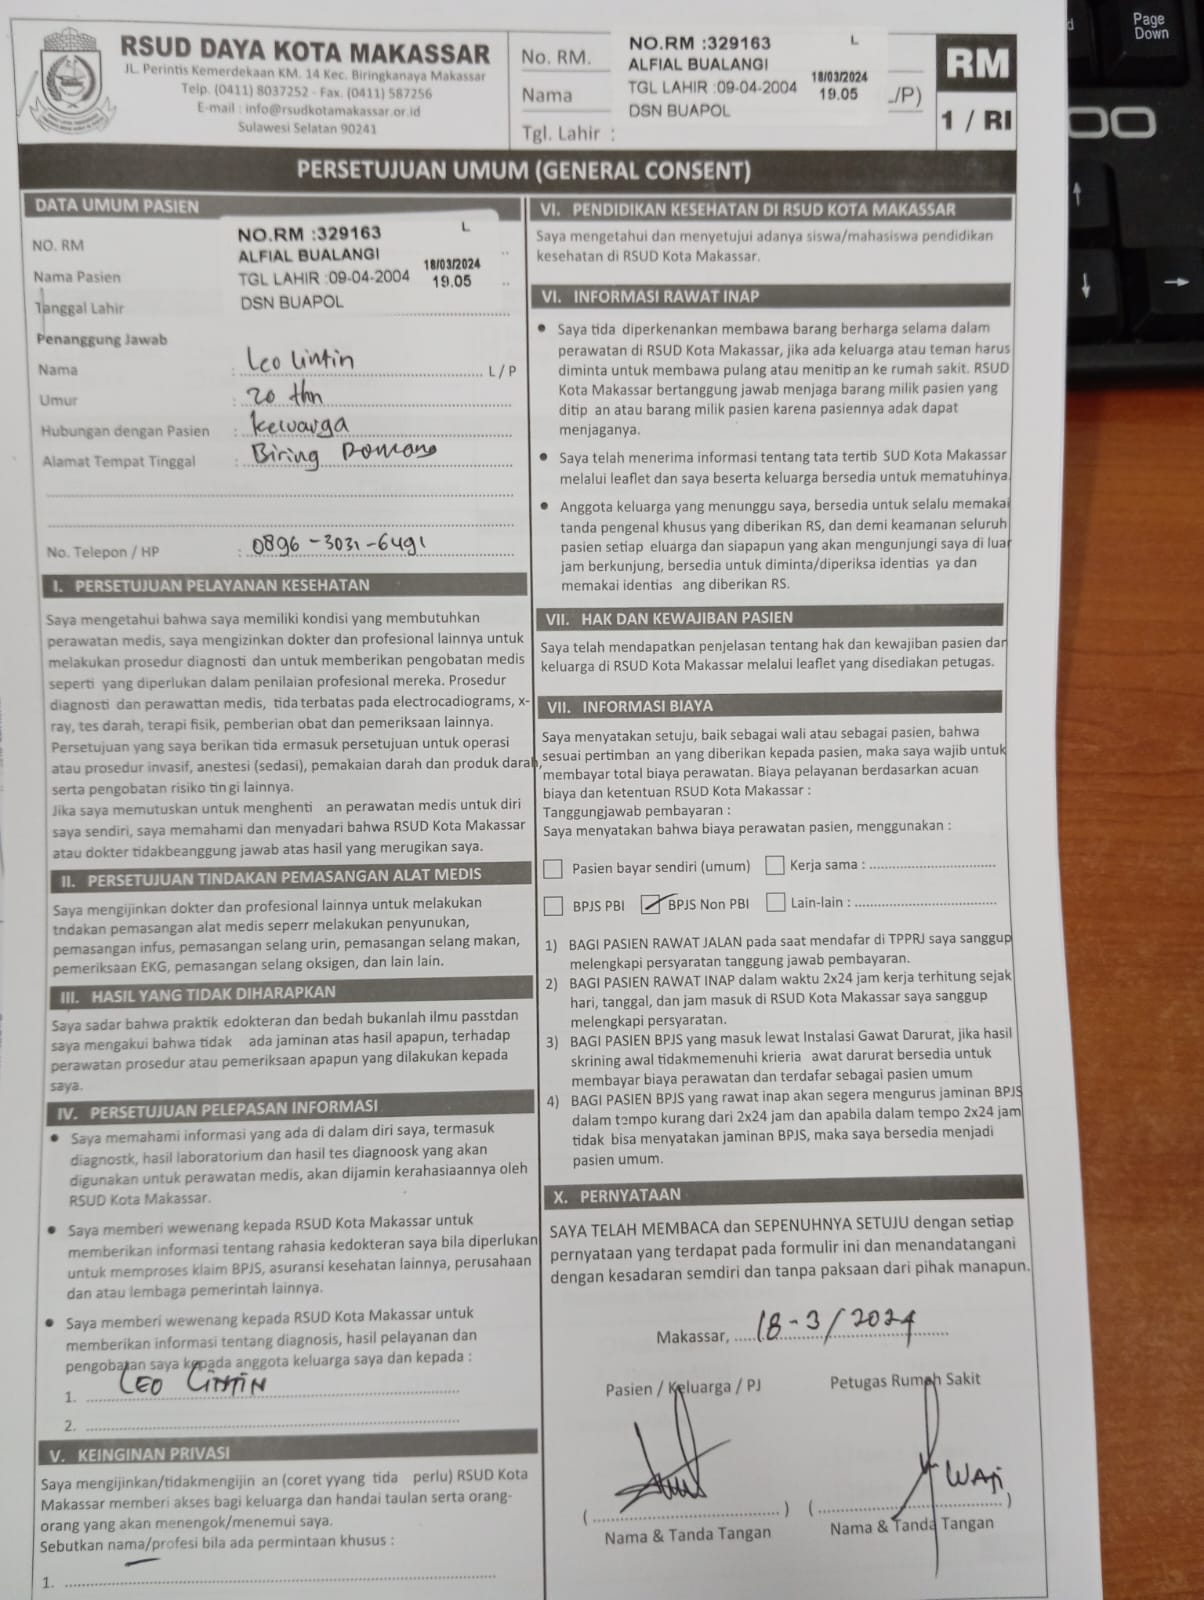 RSUD DAYA KOTA MAKASSAR
JL. Perintis Kemerdekaan KM. 14 Kec. Biringkanaya Makassar
Telp. (0411) 8037252 - Fax. (0411) 587256
E-mail : info@rsudkotamakassar.or.id
Sulawesi Selatan 90241
No. RM.
Nama
Tgl. Lahir :
NO.RM :329163 L
ALFIAL BUALANGI
TGL LAHIR :09-04-2004
DSN BUAPOL
18/03/2024
19.05
/P)
RM
1 / RI
PERSETUJUAN UMUM (GENERAL CONSENT)
DATA UMUM PASIEN
NO. RM
Nama Pasien
Tanggal Lahir
NO.RM :329163 L
ALFIAL BUALANGI
TGL LAHIR :09-04-2004
DSN BUAPOL
18/03/2024
19.05
Penanggung Jawab
Nama : Leo Lintin L / P
Umur : 20 thn
Hubungan dengan Pasien : Keluarga
Alamat Tempat Tinggal : Biring
No. Telepon / HP : 0896-3031-6491
I. PERSETUJUAN PELAYANAN KESEHATAN
Saya mengetahui bahwa saya memiliki kondisi yang membutuhkan
perawatan medis, saya mengizinkan dokter dan profesional lainnya untuk
melakukan prosedur diagnosti dan untuk memberikan pengobatan medis
seperti yang diperlukan dalam penilaian profesional mereka. Prosedur
diagnosti dan perawattan medis, tida terbatas pada electrocadiograms, x-
ray, tes darah, terapi fisik, pemberian obat dan pemeriksaan lainnya.
Persetujuan yang saya berikan tida ermasuk persetujuan untuk operasi
atau prosedur invasif, anestesi (sedasi), pemakaian darah dan produk darah,
serta pengobatan risiko tin gi lainnya.
Jika saya memutuskan untuk menghenti an perawatan medis untuk diri
saya sendiri, saya memahami dan menyadari bahwa RSUD Kota Makassar
atau dokter tidakbeanggung jawab atas hasil yang merugikan saya.
II. PERSETUJUAN TINDAKAN PEMASANGAN ALAT MEDIS
Saya mengijinkan dokter dan profesional lainnya untuk melakukan
tndakan pemasangan alat medis seperr melakukan penyunukan,
pemasangan infus, pemasangan selang urin, pemasangan selang makan,
pemeriksaan EKG, pemasangan selang oksigen, dan lain lain.
III. HASIL YANG TIDAK DIHARAPKAN
Saya sadar bahwa praktik edokteran dan bedah bukanlah ilmu passtdan
saya mengakui bahwa tidak ada jaminan atas hasil apapun, terhadap
perawatan prosedur atau pemeriksaan apapun yang dilakukan kepada
saya.
IV. PERSETUJUAN PELEPASAN INFORMASI
• Saya memahami informasi yang ada di dalam diri saya, termasuk
diagnostk, hasil laboratorium dan hasil tes diagnoosk yang akan
digunakan untuk perawatan medis, akan dijamin kerahasiaannya oleh
RSUD Kota Makassar.
• Saya memberi wewenang kepada RSUD Kota Makassar untuk
memberikan informasi tentang rahasia kedokteran saya bila diperlukan
untuk memproses klaim BPJS, asuransi kesehatan lainnya, perusahaan
dan atau lembaga pemerintah lainnya.
• Saya memberi wewenang kepada RSUD Kota Makassar untuk
memberikan informasi tentang diagnosis, hasil pelayanan dan
pengobatan saya kepada anggota keluarga saya dan kepada :
1. LEO LINTIN
2.
V. KEINGINAN PRIVASI
Saya mengijinkan/tidakmengijin an (coret yyang tida perlu) RSUD Kota
Makassar memberi akses bagi keluarga dan handai taulan serta orang-
orang yang akan menengok/menemui saya.
Sebutkan nama/profesi bila ada permintaan khusus :
1.
VI. PENDIDIKAN KESEHATAN DI RSUD KOTA MAKASSAR
Saya mengetahui dan menyetujui adanya siswa/mahasiswa pendidikan
kesehatan di RSUD Kota Makassar.
VI. INFORMASI RAWAT INAP
• Saya tida diperkenankan membawa barang berharga selama dalam
perawatan di RSUD Kota Makassar, jika ada keluarga atau teman harus
diminta untuk membawa pulang atau menitip an ke rumah sakit. RSUD
Kota Makassar bertanggung jawab menjaga barang milik pasien yang
ditip an atau barang milik pasien karena pasiennya adak dapat
menjaganya.
• Saya telah menerima informasi tentang tata tertib SUD Kota Makassar
melalui leaflet dan saya beserta keluarga bersedia untuk mematuhinya
• Anggota keluarga yang menunggu saya, bersedia untuk selalu memakai
tanda pengenal khusus yang diberikan RS, dan demi keamanan seluruh
pasien setiap eluarga dan siapapun yang akan mengunjungi saya di luar
jam berkunjung, bersedia untuk diminta/diperiksa identias ya dan
memakai identias ang diberikan RS.
VII. HAK DAN KEWAJIBAN PASIEN
Saya telah mendapatkan penjelasan tentang hak dan kewajiban pasien dan
keluarga di RSUD Kota Makassar melalui leaflet yang disediakan petugas.
VII. INFORMASI BIAYA
Saya menyatakan setuju, baik sebagai wali atau sebagai pasien, bahwa
sesuai pertimban an yang diberikan kepada pasien, maka saya wajib untuk
membayar total biaya perawatan. Biaya pelayanan berdasarkan acuan
biaya dan ketentuan RSUD Kota Makassar :
Tanggungjawab pembayaran :
Saya menyatakan bahwa biaya perawatan pasien, menggunakan :
Pasien bayar sendiri (umum) Kerja sama :
BPJS PBI BPJS Non PBI Lain-lain :
1) BAGI PASIEN RAWAT JALAN pada saat mendafar di TPPRJ saya sanggup
melengkapi persyaratan tanggung jawab pembayaran.
2) BAGI PASIEN RAWAT INAP dalam waktu 2x24 jam kerja terhitung sejak
hari, tanggal, dan jam masuk di RSUD Kota Makassar saya sanggup
melengkapi persyaratan.
3) BAGI PASIEN BPJS yang masuk lewat Instalasi Gawat Darurat, jika hasil
skrining awal tidakmemenuhi krieria awat darurat bersedia untuk
membayar biaya perawatan dan terdafar sebagai pasien umum
4) BAGI PASIEN BPJS yang rawat inap akan segera mengurus jaminan BPJS
dalam tempo kurang dari 2x24 jam dan apabila dalam tempo 2x24 jam
tidak bisa menyatakan jaminan BPJS, maka saya bersedia menjadi
pasien umum.
X. PERNYATAAN
SAYA TELAH MEMBACA dan SEPENUHNYA SETUJU dengan setiap
pernyataan yang terdapat pada formulir ini dan menandatangani
dengan kesadaran semdiri dan tanpa paksaan dari pihak manapun.
Makassar, 18-3/2024
Pasien / Keluarga / PJ Petugas Rumah Sakit
WAJI
( ) ( )
Nama & Tanda Tangan Nama & Tanda Tangan
Page
Down